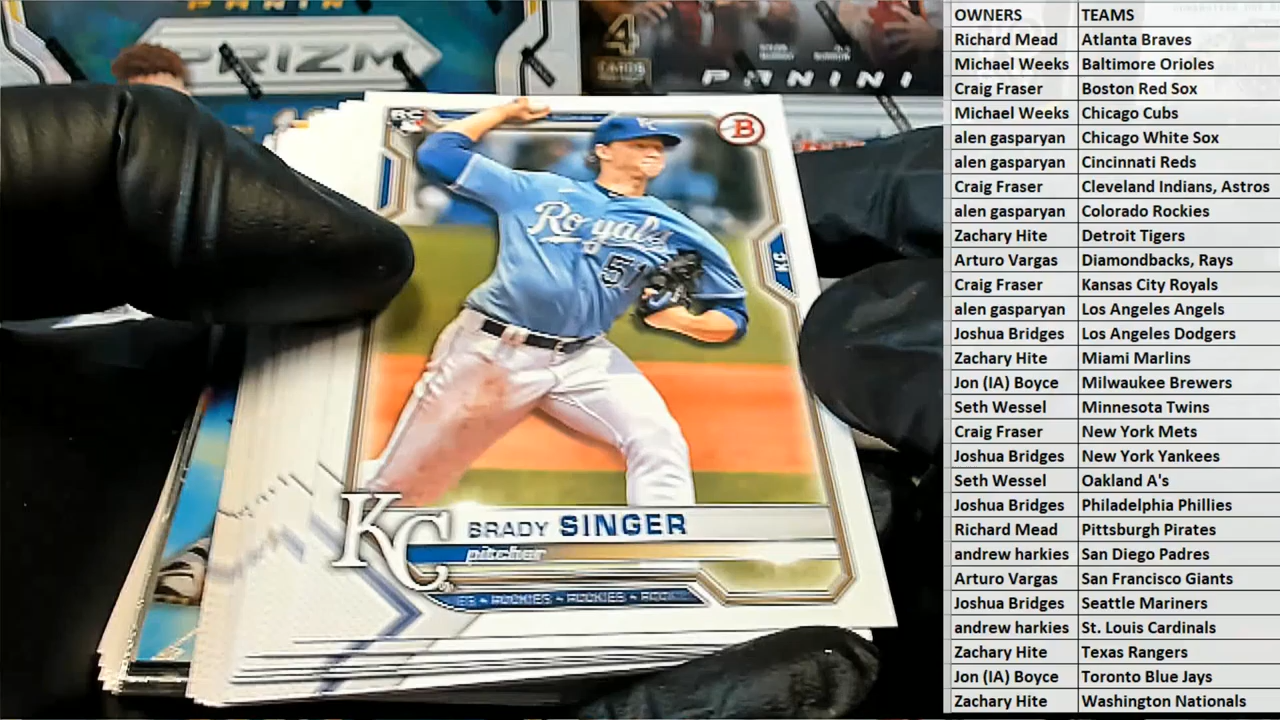 PANINI
PRIZM
4
CARDS
PANINI
RC
B
Royals
51
KC
KC
BRADY SINGER
pitcher
ES • ROOKIES • ROOKIES • ROOKI
OWNERS TEAMS
Richard Mead Atlanta Braves
Michael Weeks Baltimore Orioles
Craig Fraser Boston Red Sox
Michael Weeks Chicago Cubs
alen gasparyan Chicago White Sox
alen gasparyan Cincinnati Reds
Craig Fraser Cleveland Indians, Astros
alen gasparyan Colorado Rockies
Zachary Hite Detroit Tigers
Arturo Vargas Diamondbacks, Rays
Craig Fraser Kansas City Royals
alen gasparyan Los Angeles Angels
Joshua Bridges Los Angeles Dodgers
Zachary Hite Miami Marlins
Jon (IA) Boyce Milwaukee Brewers
Seth Wessel Minnesota Twins
Craig Fraser New York Mets
Joshua Bridges New York Yankees
Seth Wessel Oakland A's
Joshua Bridges Philadelphia Phillies
Richard Mead Pittsburgh Pirates
andrew harkies San Diego Padres
Arturo Vargas San Francisco Giants
Joshua Bridges Seattle Mariners
andrew harkies St. Louis Cardinals
Zachary Hite Texas Rangers
Jon (IA) Boyce Toronto Blue Jays
Zachary Hite Washington Nationals